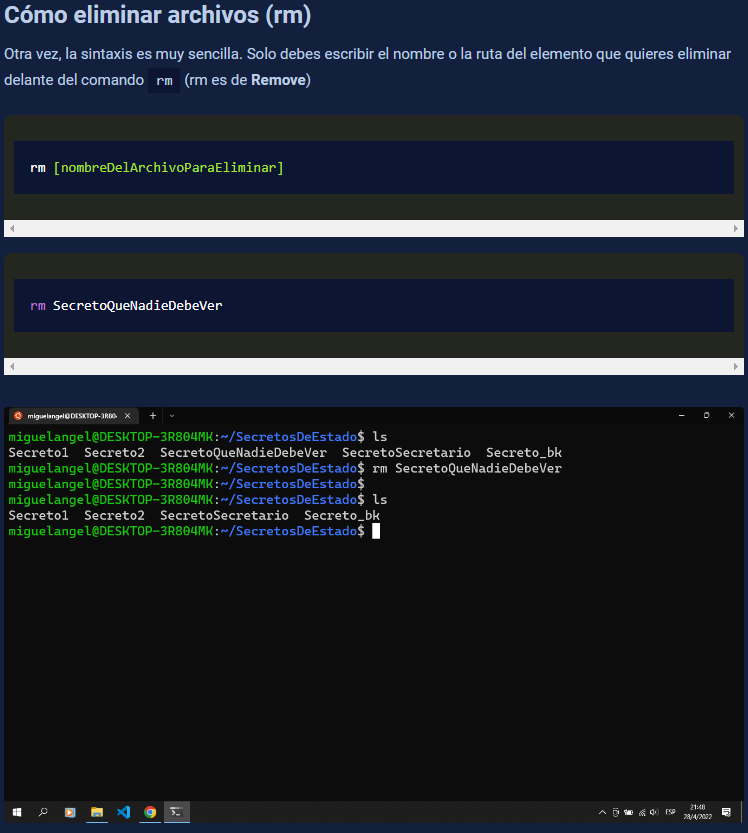 Cómo eliminar archivos (rm)
Otra vez, la sintaxis es muy sencilla. Solo debes escribir el nombre o la ruta del elemento que quieres eliminar
delante del comando rm (rm es de Remove)
rm [nombreDelArchivoParaEliminar]
rm SecretoQueNadieDebeVer
miguelangel@DESKTOP-3R804
miguelangel@DESKTOP-3R804MK:~/SecretosDeEstado$ ls
Secreto1 Secreto2 SecretoQueNadieDebeVer SecretoSecretario Secreto_bk
miguelangel@DESKTOP-3R804MK:~/SecretosDeEstado$ rm SecretoQueNadieDebeVer
miguelangel@DESKTOP-3R804MK:~/SecretosDeEstado$
miguelangel@DESKTOP-3R804MK:~/SecretosDeEstado$ ls
Secreto1 Secreto2 SecretoSecretario Secreto_bk
miguelangel@DESKTOP-3R804MK:~/SecretosDeEstado$
ESP
21:48
28/4/2022